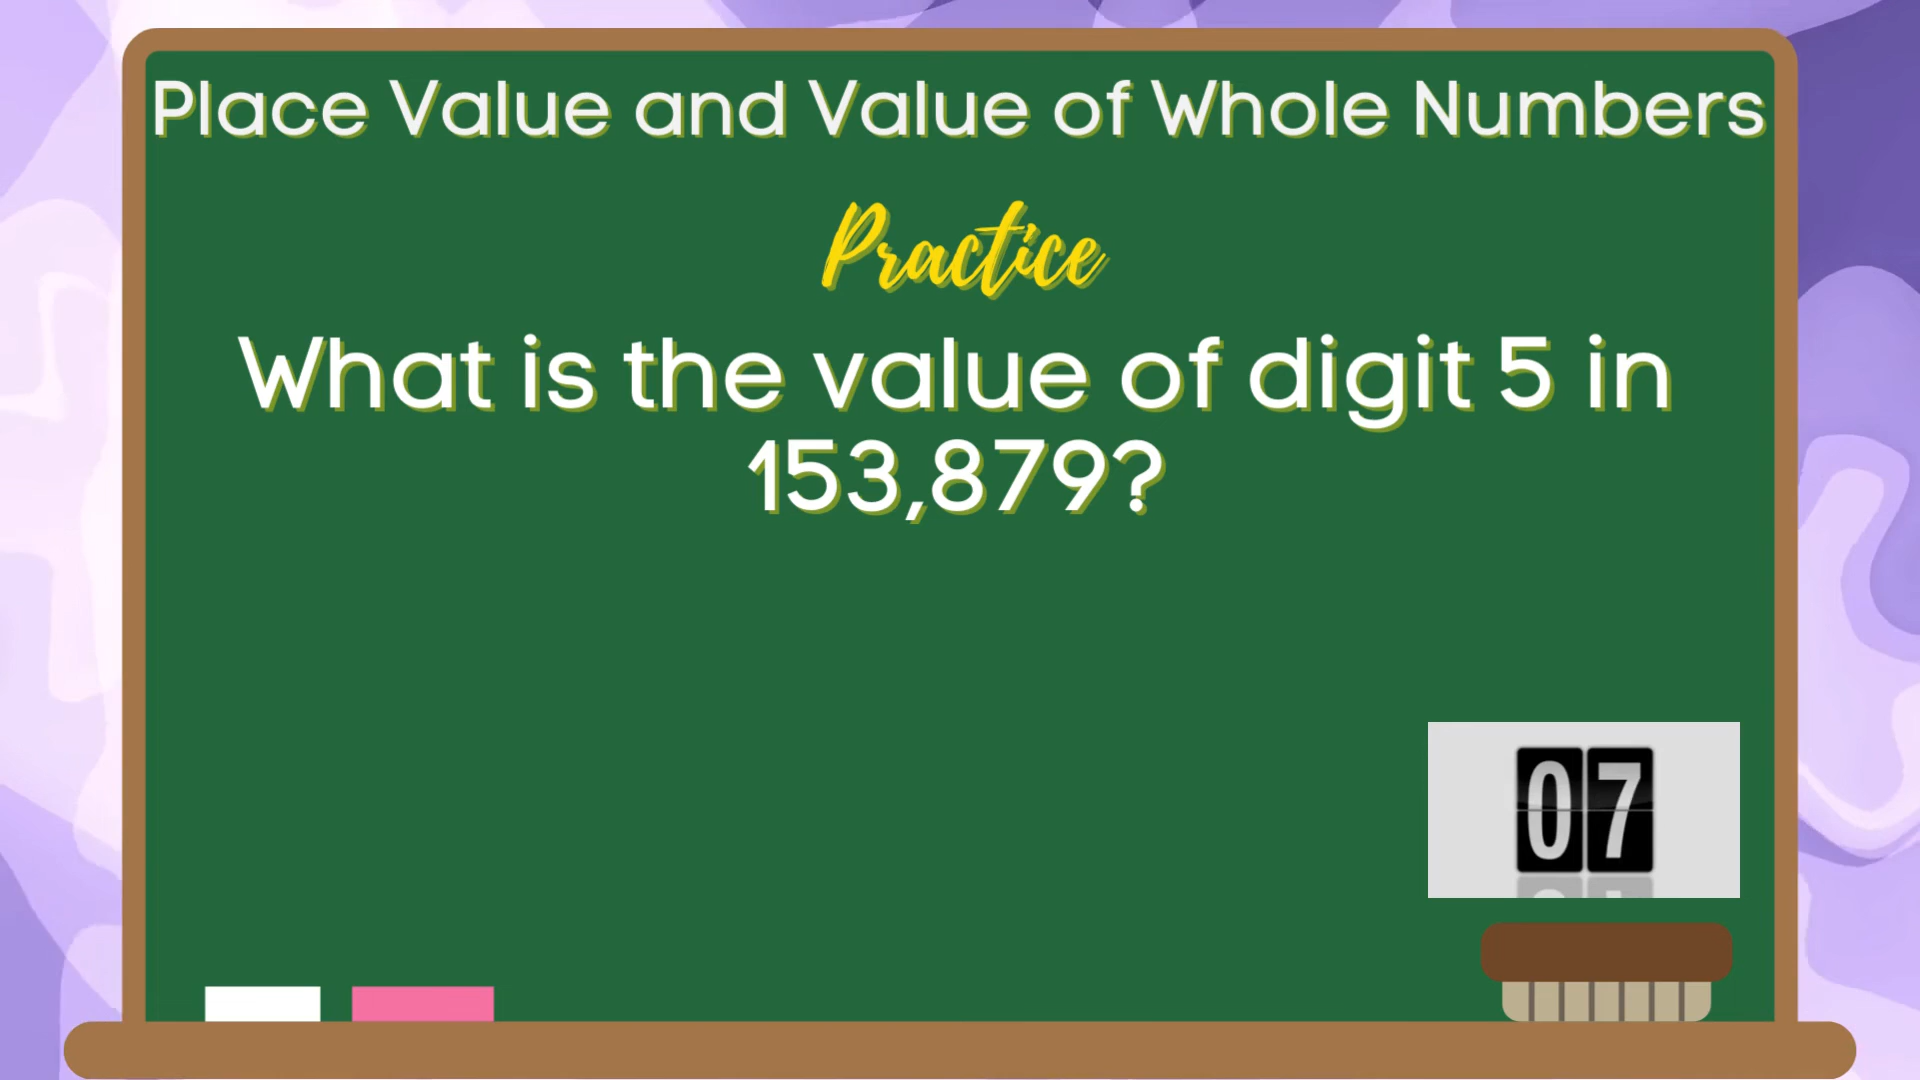 Place Value and Value of Whole Numbers
Practice
What is the value of digit 5 in
153,879?
07